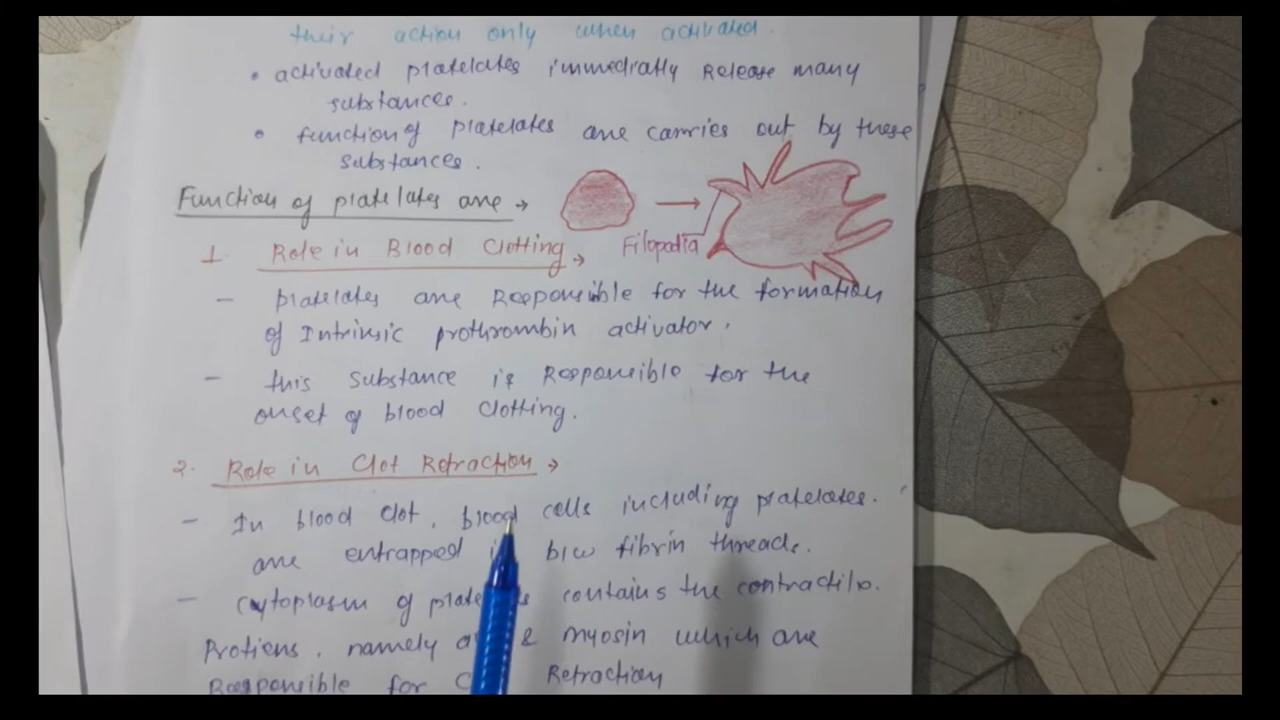 their action only when activated.
• activated platelates immediatly Release many
substances.
• function of platelates are carries out by these
substances.
Function of platelates are →
1. Role in Blood Clotting →
Filopodia
- platelates are Responsible for the formation
of Intrinsic prothrombin activator.
- this substance is Responsible for the
onset of blood clotting.
2. Role in Clot Retraction →
- In blood clot, blood cells including platelates.
are entrapped b/w fibrin threads.
- Cytoplasm of contains the contractile.
Protiens, namely & myosin which are
Responsible for Retraction